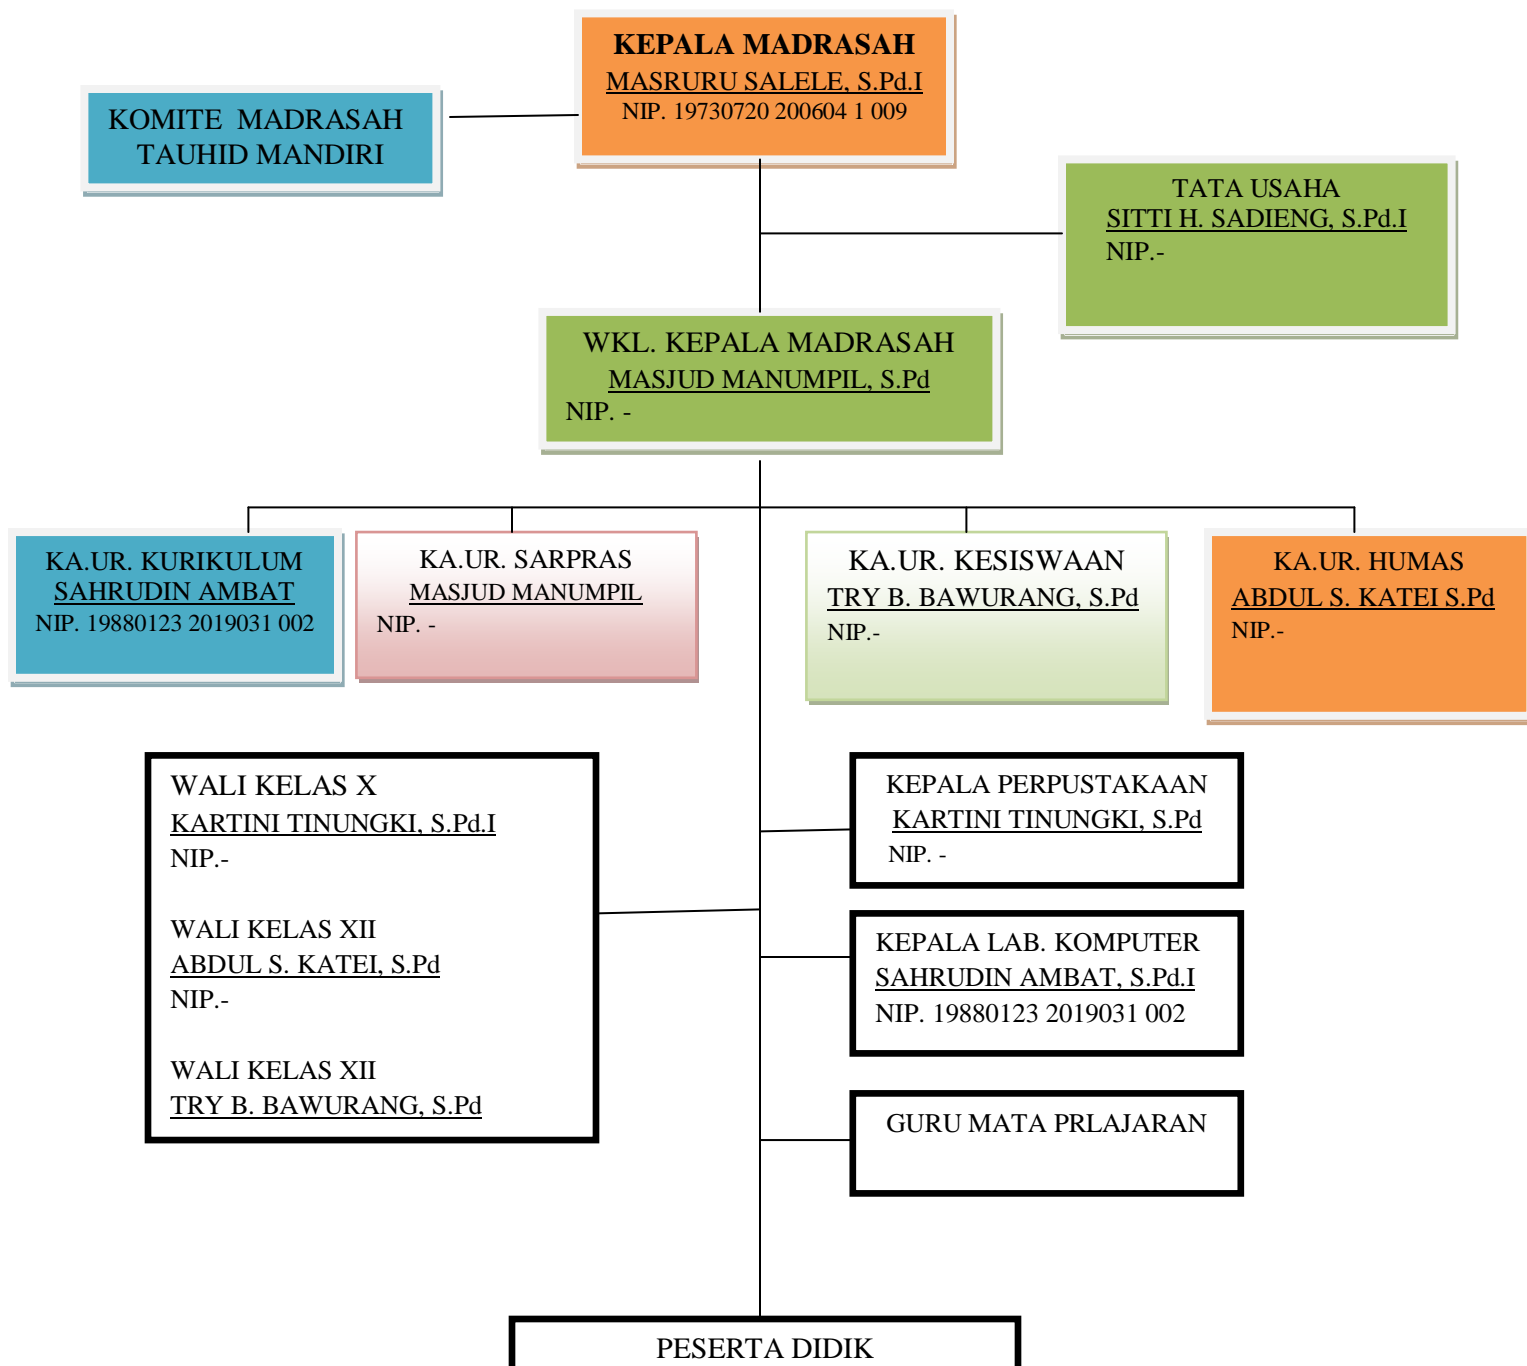 KEPALA MADRASAH
MASRURU SALELE, S.Pd.I
NIP. 19730720 200604 1 009
KOMITE MADRASAH
TAUHID MANDIRI
TATA USAHA
SITTI H. SADIENG, S.Pd.I
NIP.-
WKL. KEPALA MADRASAH
MASJUD MANUMPIL, S.Pd
NIP. -
KA.UR. KURIKULUM
SAHRUDIN AMBAT
NIP. 19880123 2019031 002
KA.UR. SARPRAS
MASJUD MANUMPIL
NIP. -
KA.UR. KESISWAAN
TRY B. BAWURANG, S.Pd
NIP.-
KA.UR. HUMAS
ABDUL S. KATEI S.Pd
NIP.-
WALI KELAS X
KARTINI TINUNGKI, S.Pd.I
NIP.-
WALI KELAS XII
ABDUL S. KATEI, S.Pd
NIP.-
WALI KELAS XII
TRY B. BAWURANG, S.Pd
KEPALA PERPUSTAKAAN
KARTINI TINUNGKI, S.Pd
NIP. -
KEPALA LAB. KOMPUTER
SAHRUDIN AMBAT, S.Pd.I
NIP. 19880123 2019031 002
GURU MATA PRLAJARAN
PESERTA DIDIK